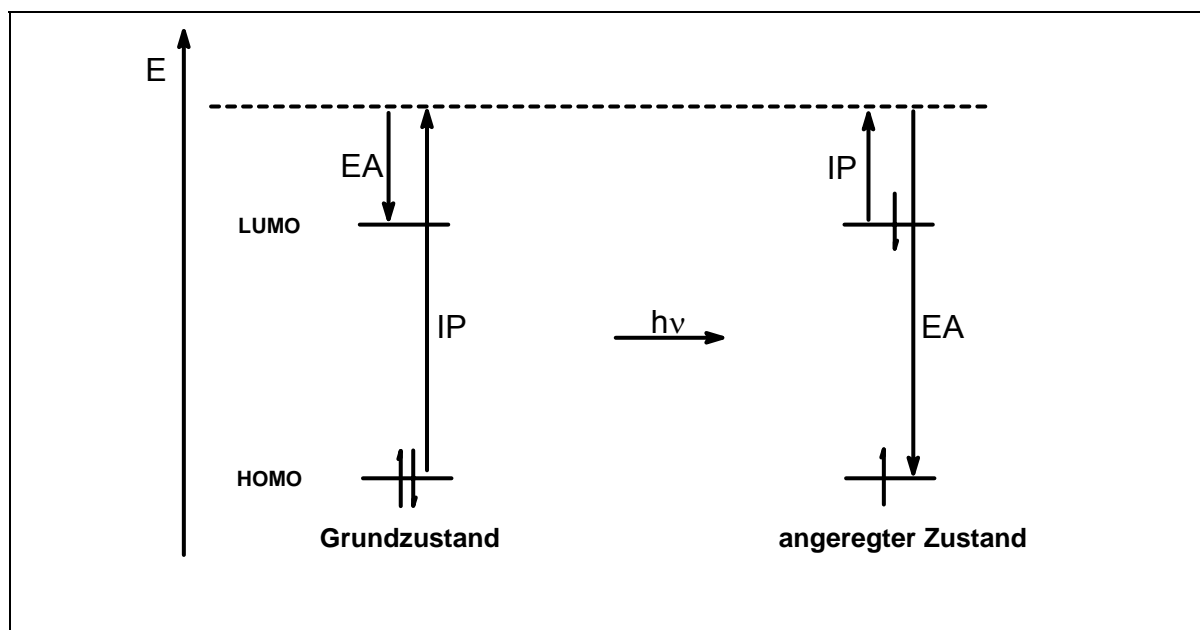 E
EA
IP
LUMO
IP
hν
EA
HOMO
Grundzustand
angeregter Zustand